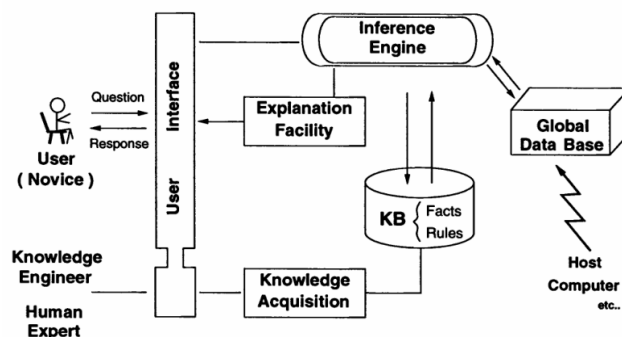 Inference
Engine
Question
Response
User
( Novice )
User Interface
Explanation
Facility
Global
Data Base
KB { Facts
Rules
Knowledge
Engineer
Human
Expert
Knowledge
Acquisition
Host
Computer
etc..